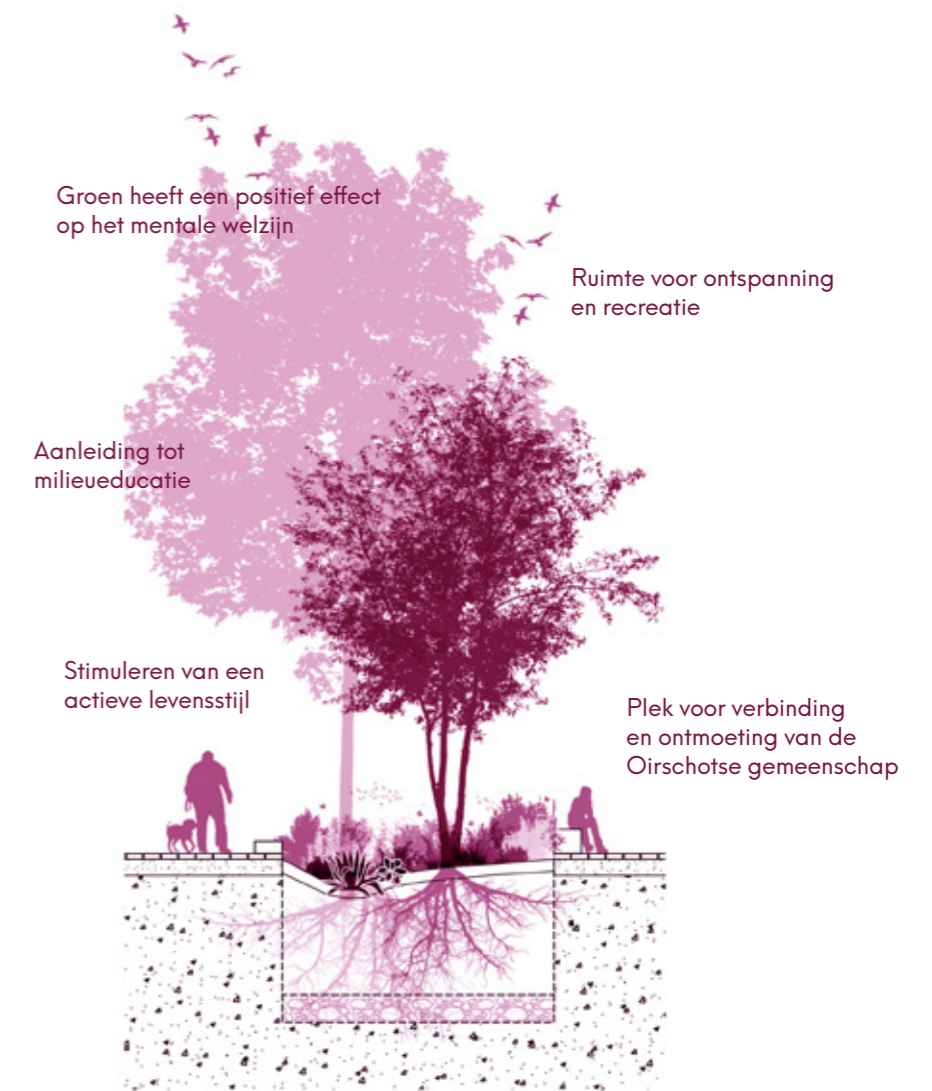 Groen heeft een positief effect
op het mentale welzijn
Ruimte voor ontspanning
en recreatie
Aanleiding tot
milieueducatie
Stimuleren van een
actieve levensstijl
Plek voor verbinding
en ontmoeting van de
Oirschotse gemeenschap